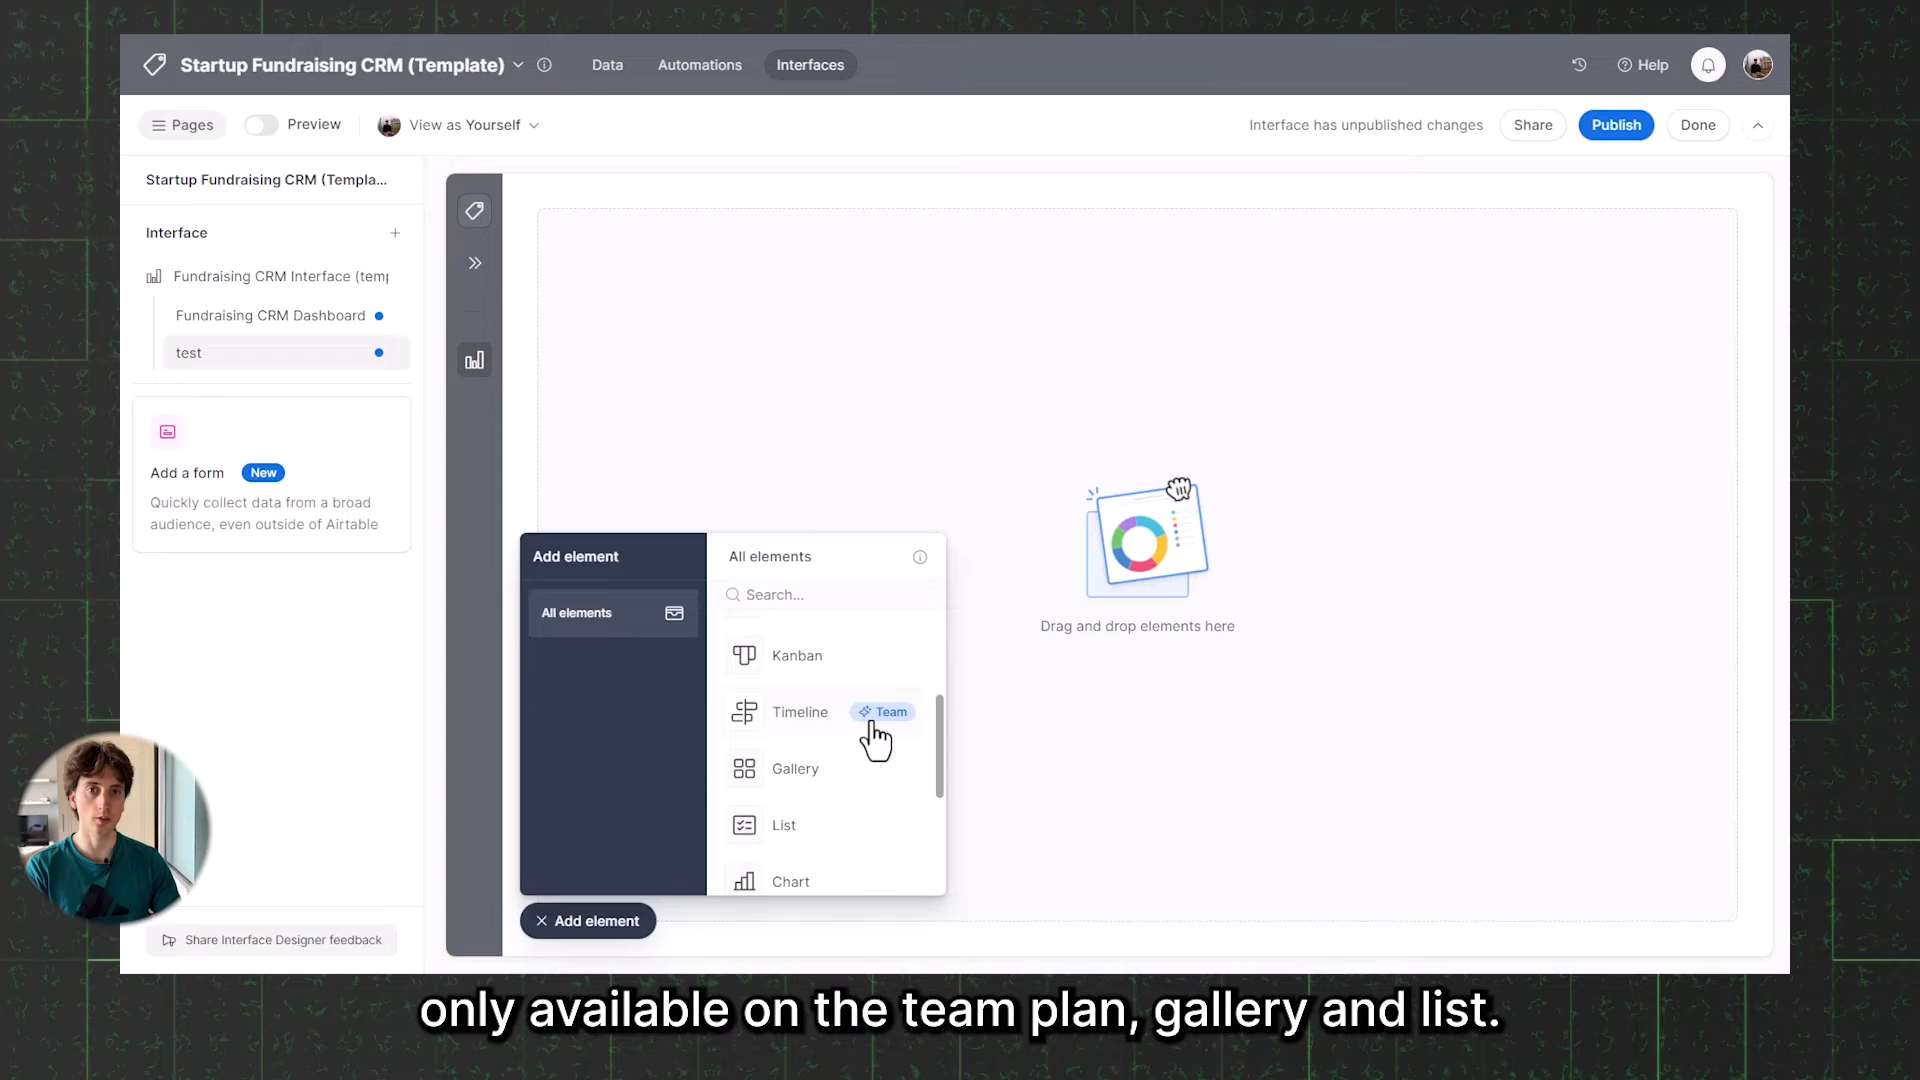 Startup Fundraising CRM (Template)
Data
Automations
Interfaces
Help
Pages
Preview
View as Yourself
Interface has unpublished changes
Share
Publish
Done
Startup Fundraising CRM (Templa...
Interface
Fundraising CRM Interface (temp
Fundraising CRM Dashboard
test
Add a form New
Quickly collect data from a broad
audience, even outside of Airtable
Share Interface Designer feedback
Drag and drop elements here
Add element
All elements
All elements
Search...
Kanban
Timeline Team
Gallery
List
Chart
Add element
only available on the team plan, gallery and list.